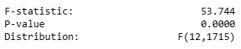 F-statistic: 53.744
P-value 0.0000
Distribution: F(12,1715)